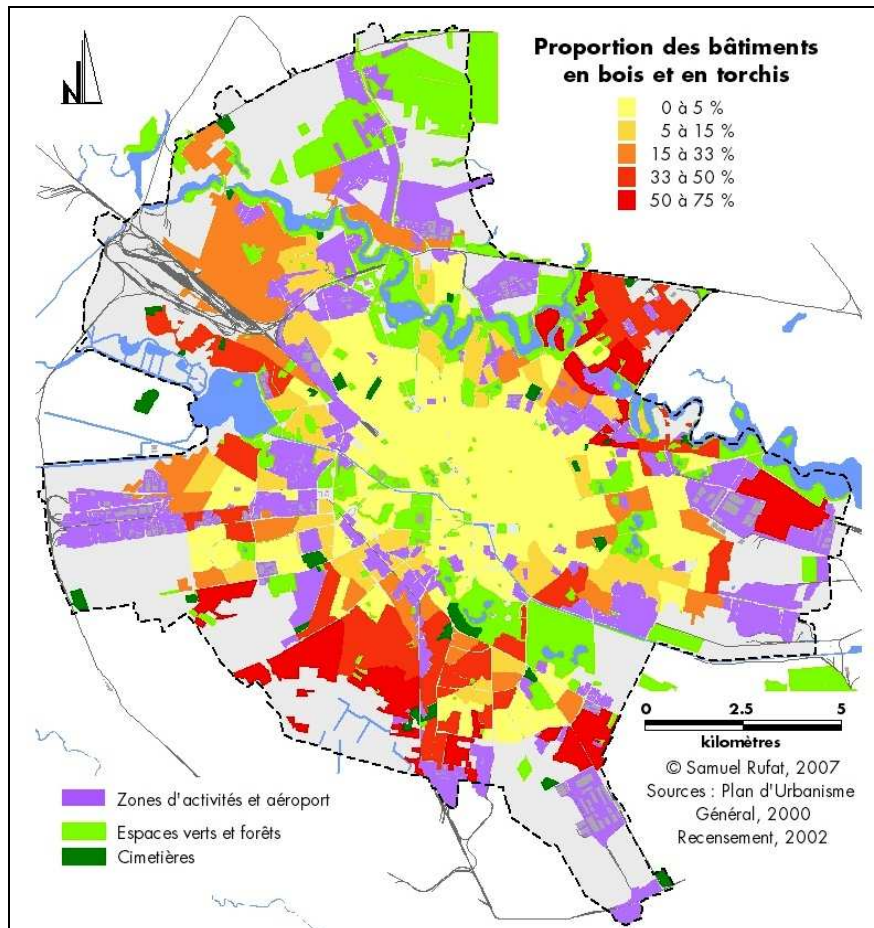 N
Proportion des bâtiments
en bois et en torchis
0 à 5 %
5 à 15 %
15 à 33 %
33 à 50 %
50 à 75 %
0 2.5 5
kilomètres
© Samuel Rufat, 2007
Sources : Plan d'Urbanisme
Général, 2000
Recensement, 2002
Zones d'activités et aéroport
Espaces verts et forêts
Cimetières